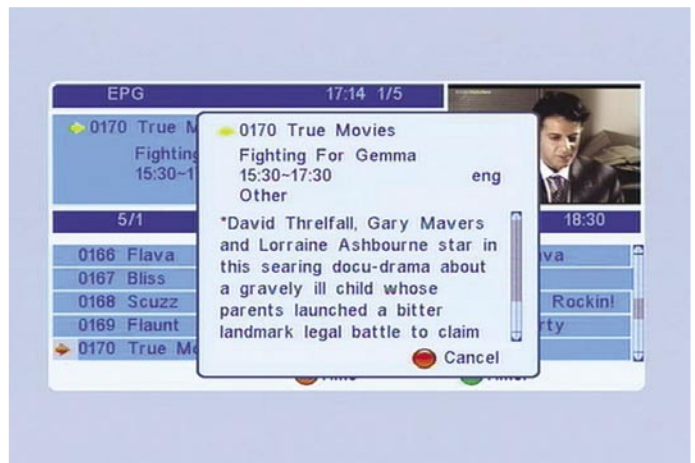 EPG 17:14 1/5
0170 True M
Fighting
15:30~1
0170 True Movies
Fighting For Gemma
15:30~17:30 eng
Other
*David Threlfall, Gary Mavers
and Lorraine Ashbourne star in
this searing docu-drama about
a gravely ill child whose
parents launched a bitter
landmark legal battle to claim
Cancel
5/1 18:30
0166 Flava va
0167 Bliss
0168 Scuzz Rockin!
0169 Flaunt rty
0170 True Mo